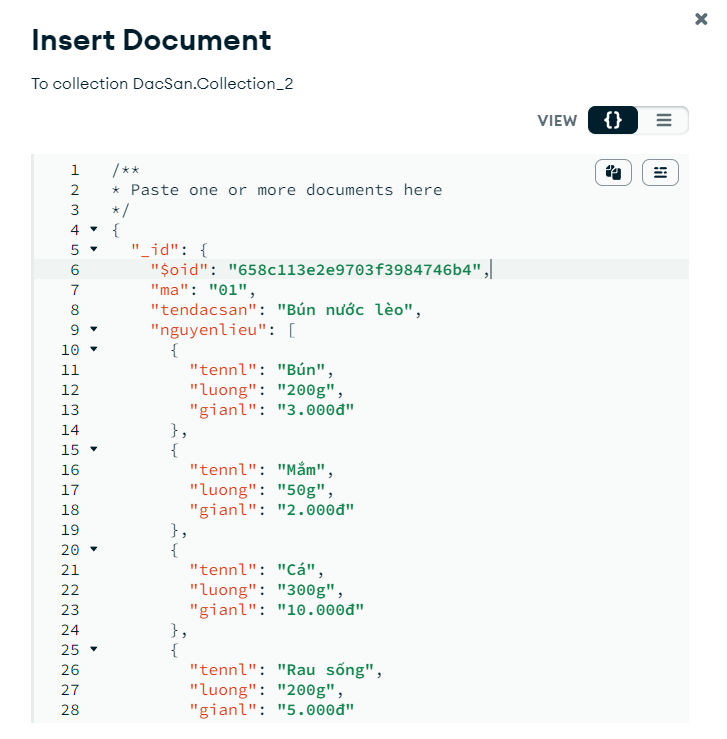 Insert Document
To collection DacSan.Collection_2
VIEW {}
1 /**
2 * Paste one or more documents here
3 */
4 {
5 "_id": {
6 "$oid": "658c113e2e9703f3984746b4",
7 "ma": "01",
8 "tendacsan": "Bún nước lèo",
9 "nguyenlieu": [
10 {
11 "tennl": "Bún",
12 "luong": "200g",
13 "gianl": "3.000đ"
14 },
15 {
16 "tennl": "Mắm",
17 "luong": "50g",
18 "gianl": "2.000đ"
19 },
20 {
21 "tennl": "Cá",
22 "luong": "300g",
23 "gianl": "10.000đ"
24 },
25 {
26 "tennl": "Rau sống",
27 "luong": "200g",
28 "gianl": "5.000đ"